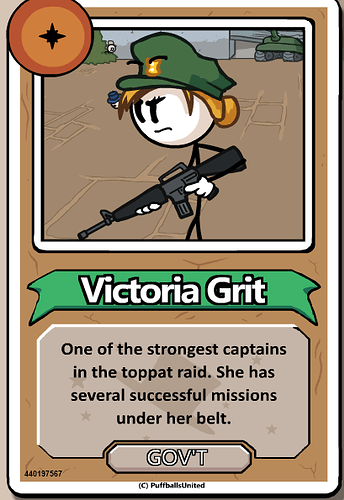 Victoria Grit
One of the strongest captains
in the toppat raid. She has
several successful missions
under her belt.
GOV'T
440197567
(C) PuffballsUnited